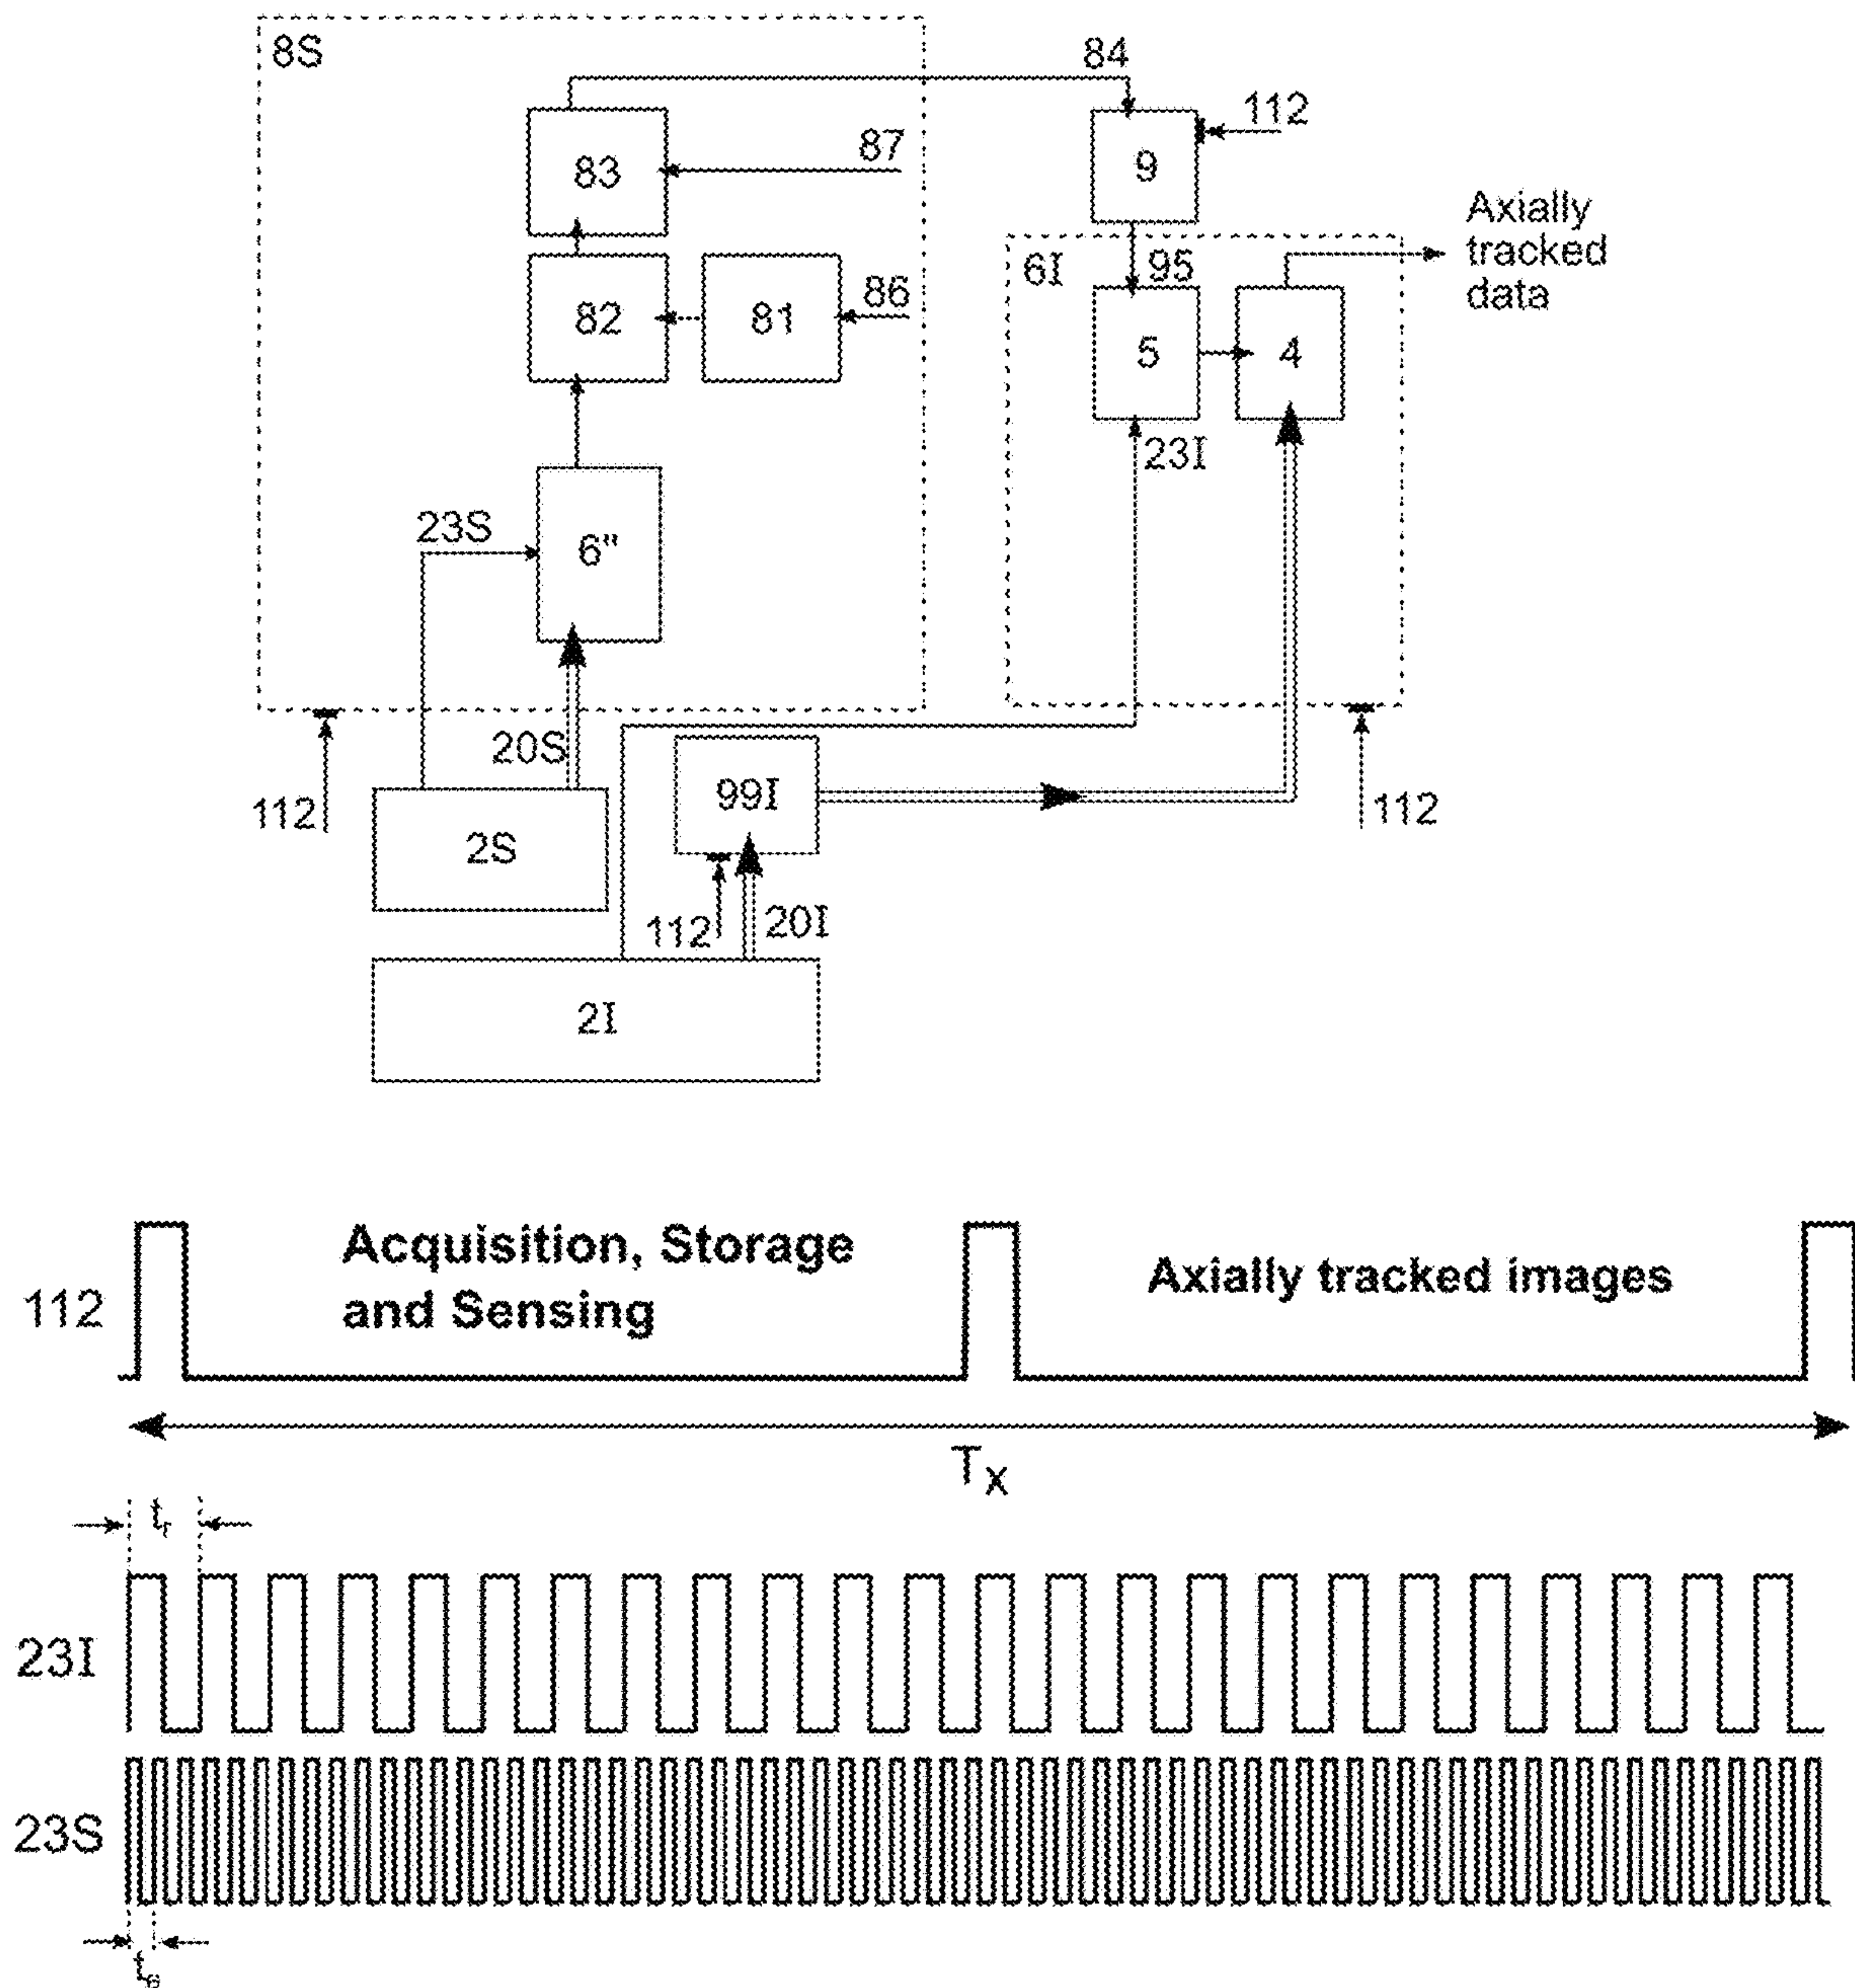 8S
84
112
87
83
9
Axially
tracked
data
6I
95
86
82
81
5
4
23I
23S
6"
20S
99I
112
112
2S
112
20I
2I
Acquisition, Storage
and Sensing
Axially tracked images
112
Tx
tr
23I
23S